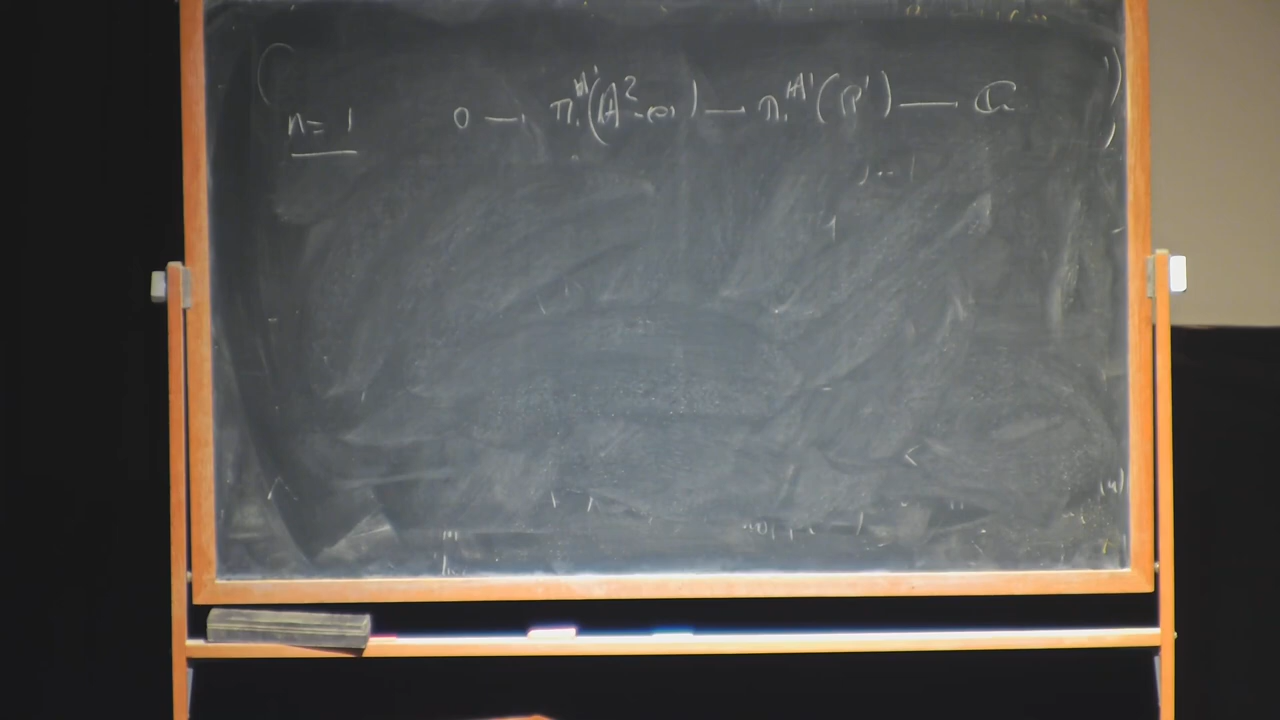 n = 1 0 → π₁^{𝔸¹}(𝔸²-{0}) — π₁^{𝔸¹}(ℙ¹) — 𝔾